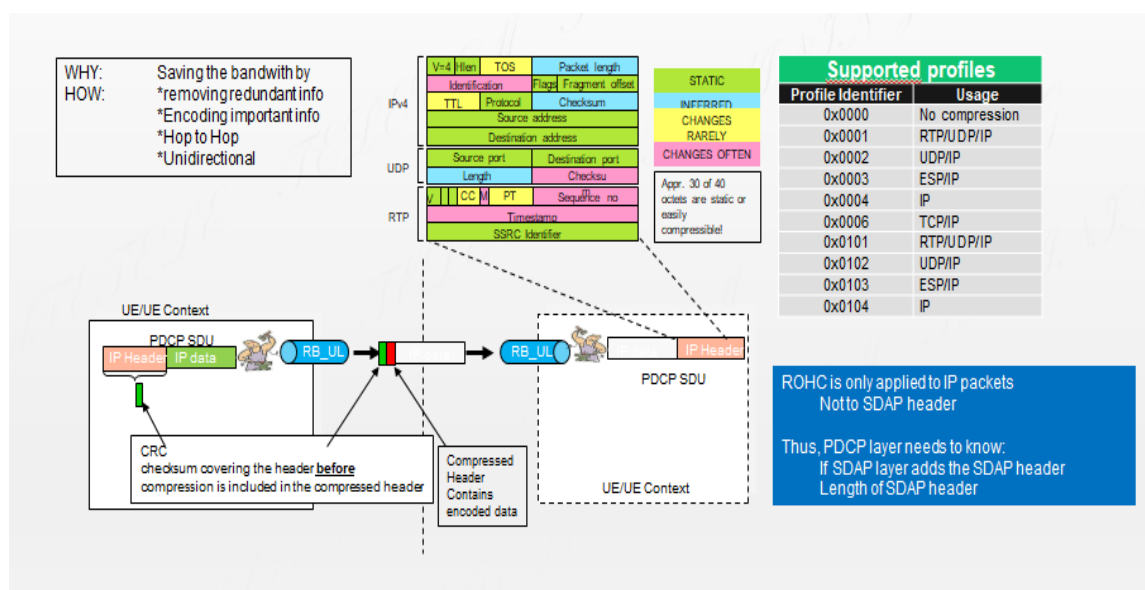 WHY: Saving the bandwith by
HOW: *removing redundant info
*Encoding important info
*Hop to Hop
*Unidirectional
IPv4
V=4 Hlen TOS Packet length
Identification Flags Fragment offset
TTL Protocol Checksum
Source address
Destination address
UDP
Source port Destination port
Length Checksu
m
RTP
V CC M PT Sequence no
Timestamp
SSRC Identifier
STATIC
INFERRED
CHANGES
RARELY
CHANGES OFTEN
Appr. 30 of 40
octets are static or
easily
compressible!
Supported profiles
Profile Identifier Usage
0x0000 No compression
0x0001 RTP/UDP/IP
0x0002 UDP/IP
0x0003 ESP/IP
0x0004 IP
0x0006 TCP/IP
0x0101 RTP/UDP/IP
0x0102 UDP/IP
0x0103 ESP/IP
0x0104 IP
UE/UE Context
PDCP SDU
IP Header IP data
RB_UL
RB_UL
IP Header
PDCP SDU
UE/UE Context
CRC
checksum covering the header before
compression is included in the compressed header
Compressed
Header
Contains
encoded data
ROHC is only applied to IP packets
Not to SDAP header
Thus, PDCP layer needs to know:
If SDAP layer adds the SDAP header
Length of SDAP header